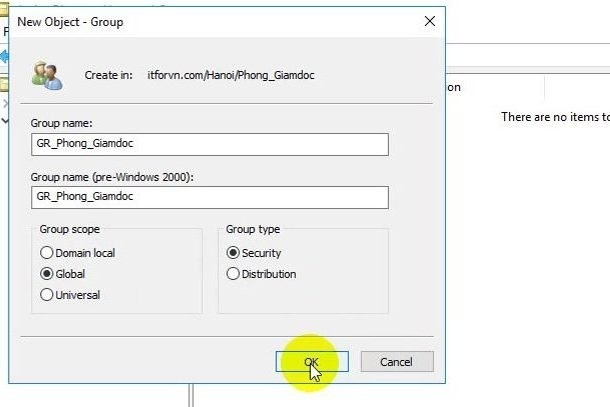 New Object - Group
Create in: itforvn.com/Hanoi/Phong_Giamdoc
Group name:
GR_Phong_Giamdoc
Group name (pre-Windows 2000):
GR_Phong_Giamdoc
Group scope
Domain local
Global
Universal
Group type
Security
Distribution
OK
Cancel
There are no items to